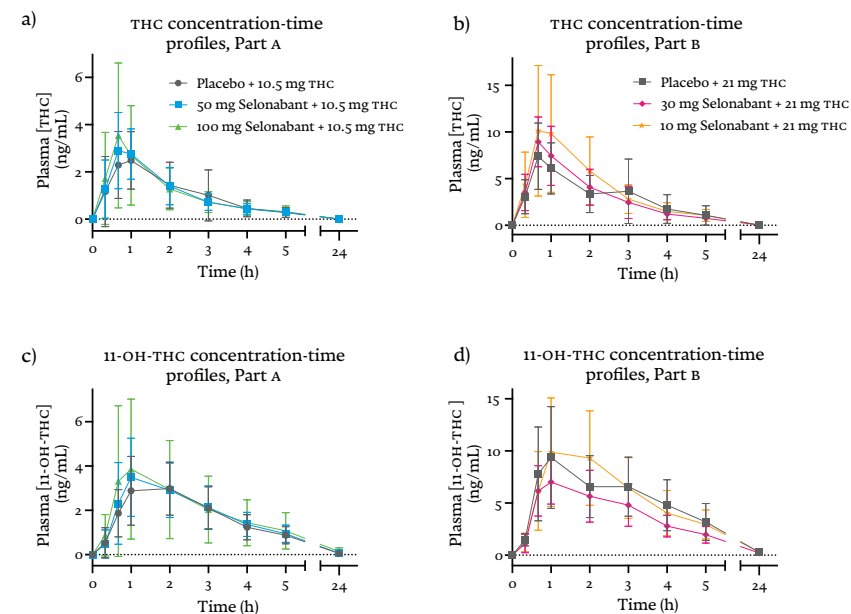 a)
THC concentration-time
profiles, Part A
Plasma [THC]
(ng/mL)
6
4
2
0
Placebo + 10.5 mg THC
50 mg Selonabant + 10.5 mg THC
100 mg Selonabant + 10.5 mg THC
0 1 2 3 4 5 24
Time (h)
b)
THC concentration-time
profiles, Part B
Plasma [THC]
(ng/mL)
15
10
5
0
Placebo + 21 mg THC
30 mg Selonabant + 21 mg THC
10 mg Selonabant + 21 mg THC
0 1 2 3 4 5 24
Time (h)
c)
11-OH-THC concentration-time
profiles, Part A
Plasma [11-OH-THC]
(ng/mL)
6
4
2
0
0 1 2 3 4 5 24
Time (h)
d)
11-OH-THC concentration-time
profiles, Part B
Plasma [11-OH-THC ]
(ng/mL)
15
10
5
0
0 1 2 3 4 5 24
Time (h)